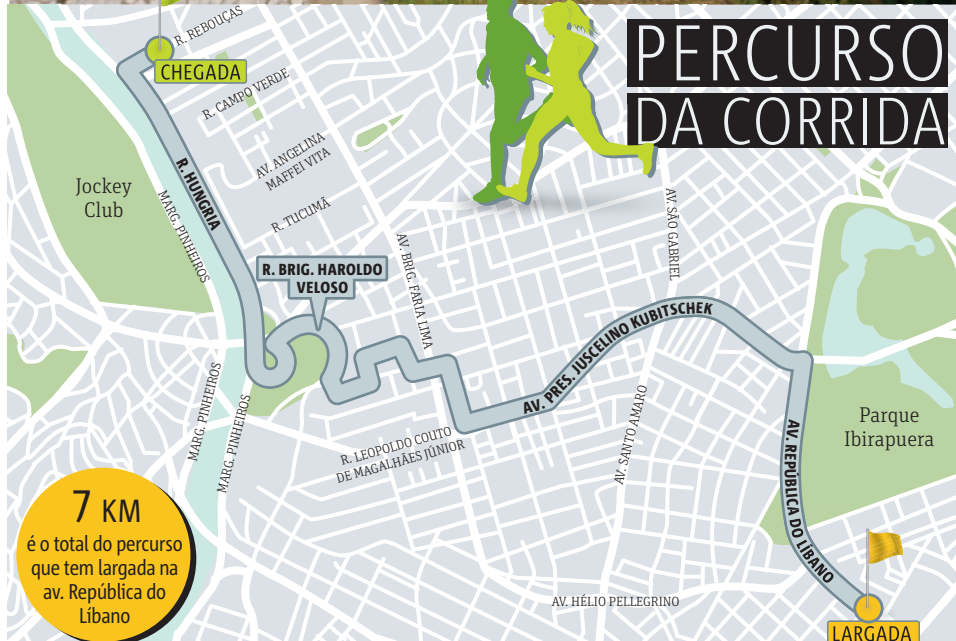 PERCURSO
DA CORRIDA
R. REBOUÇAS
CHEGADA
R. CAMPO VERDE
AV. ANGELINA
MAFFEI VITA
R. TUCUMÃ
Jockey
Club
R. HUNGRIA
MARG. PINHEIROS
R. BRIG. HAROLDO
VELOSO
AV. BRIG. FARIA LIMA
AV. SÃO GABRIEL
AV. PRES. JUSCELINO KUBITSCHEK
MARG. PINHEIROS
MARG. PINHEIROS
R. LEOPOLDO COUTO
DE MAGALHÃES JÚNIOR
AV. SANTO AMARO
Parque
Ibirapuera
AV. REPÚBLICA DO LÍBANO
7 KM
é o total do percurso
que tem largada na
av. República do
Líbano
AV. HÉLIO PELLEGRINO
LARGADA